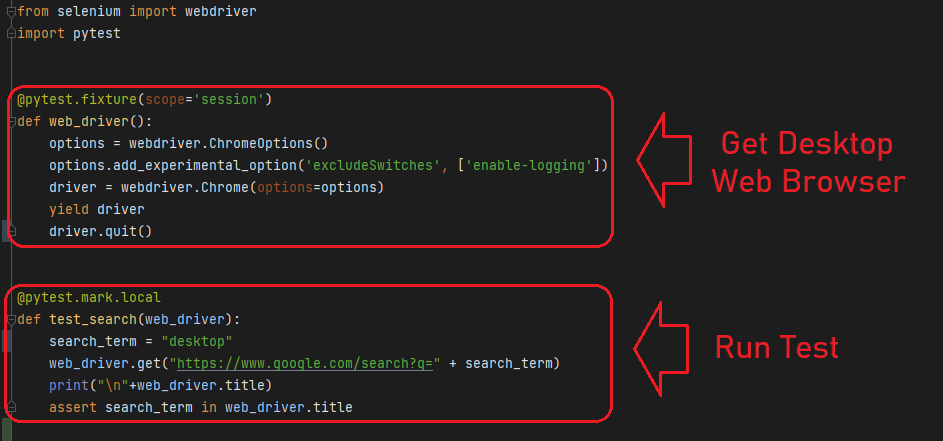 from selenium import webdriver
import pytest
@pytest.fixture(scope='session')
def web_driver():
    options = webdriver.ChromeOptions()
    options.add_experimental_option('excludeSwitches', ['enable-logging'])
    driver = webdriver.Chrome(options=options)
    yield driver
    driver.quit()
Get Desktop
Web Browser
@pytest.mark.local
def test_search(web_driver):
    search_term = "desktop"
    web_driver.get("https://www.google.com/search?q=" + search_term)
    print("\n"+web_driver.title)
    assert search_term in web_driver.title
Run Test